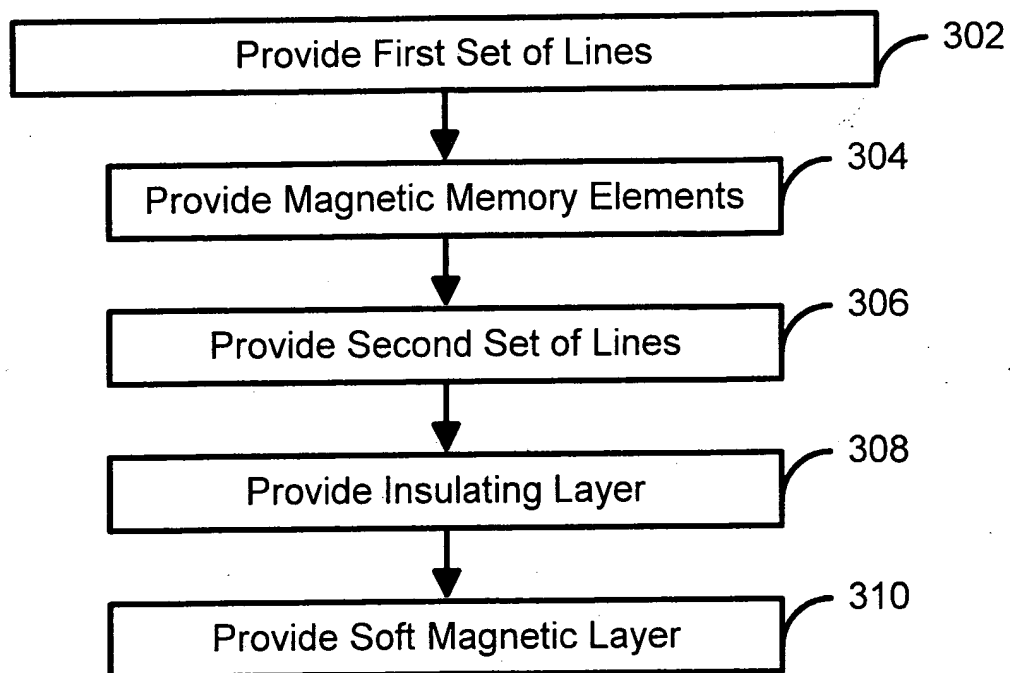 Provide First Set of Lines
302
Provide Magnetic Memory Elements
304
Provide Second Set of Lines
306
Provide Insulating Layer
308
Provide Soft Magnetic Layer
310